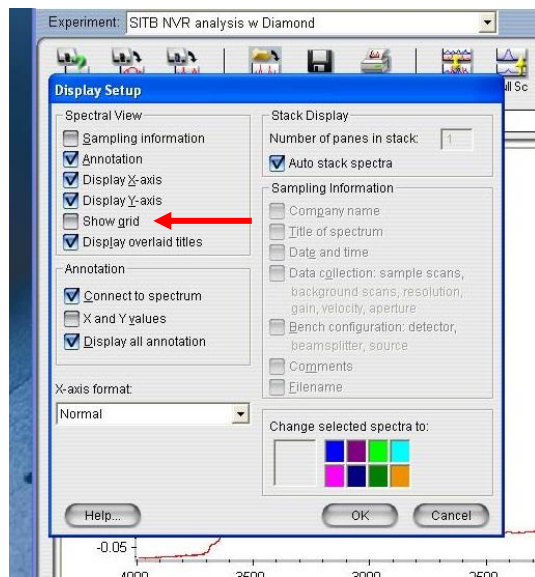 Experiment: SITB NVR analysis w Diamond
Display Setup
Spectral View
Sampling information
Annotation
Display X-axis
Display Y-axis
Show grid
Display overlaid titles
Annotation
Connect to spectrum
X and Y values
Display all annotation
X-axis format:
Normal
Help...
Stack Display
Number of panes in stack: 1
Auto stack spectra
Sampling Information
Company name
Title of spectrum
Date and time
Data collection: sample scans,
background scans, resolution,
gain, velocity, aperture
Bench configuration: detector,
beamsplitter, source
Comments
Filename
Change selected spectra to:
OK
Cancel
-0.05
4000
3500
3000
2500